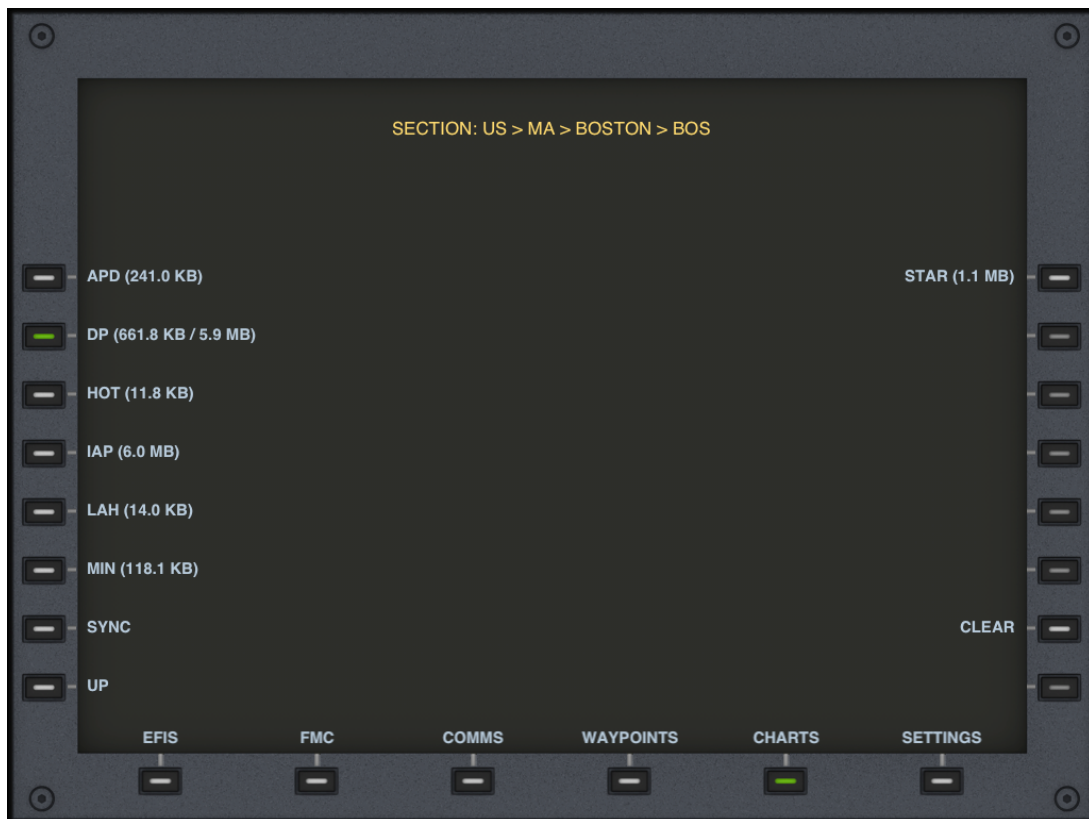 SECTION: US > MA > BOSTON > BOS
APD (241.0 KB)
STAR (1.1 MB)
DP (661.8 KB / 5.9 MB)
HOT (11.8 KB)
IAP (6.0 MB)
LAH (14.0 KB)
MIN (118.1 KB)
SYNC
CLEAR
UP
EFIS FMC COMMS WAYPOINTS CHARTS SETTINGS